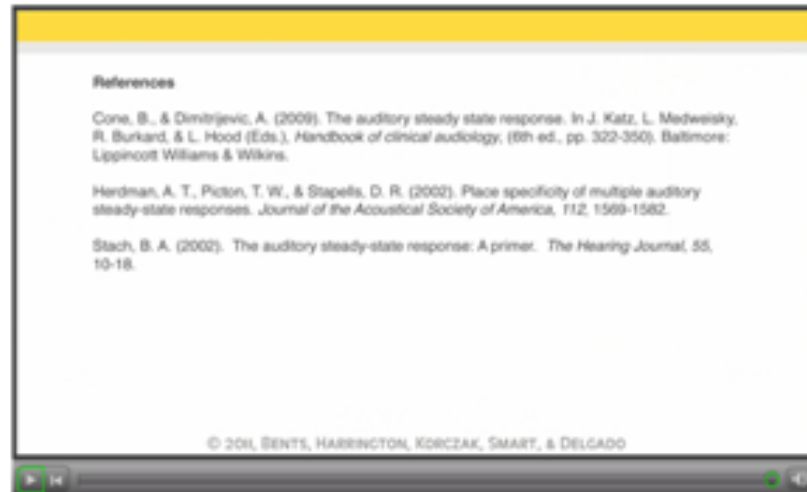 References
Cone, B., & Dimitrijevic, A. (2009). The auditory steady state response. In J. Katz, L. Medweisky,
R. Burkard, & L. Hood (Eds.), Handbook of clinical audiology, (6th ed., pp. 322-350). Baltimore:
Lippincott Williams & Wilkins.
Herdman, A. T., Picton, T. W., & Stapells, D. R. (2002). Place specificity of multiple auditory
steady-state responses. Journal of the Acoustical Society of America, 112, 1569-1582.
Stach, B. A. (2002). The auditory steady-state response: A primer. The Hearing Journal, 55,
10-18.
© 2011, BENTS, HARRINGTON, KORCZAK, SMART, & DELGADO